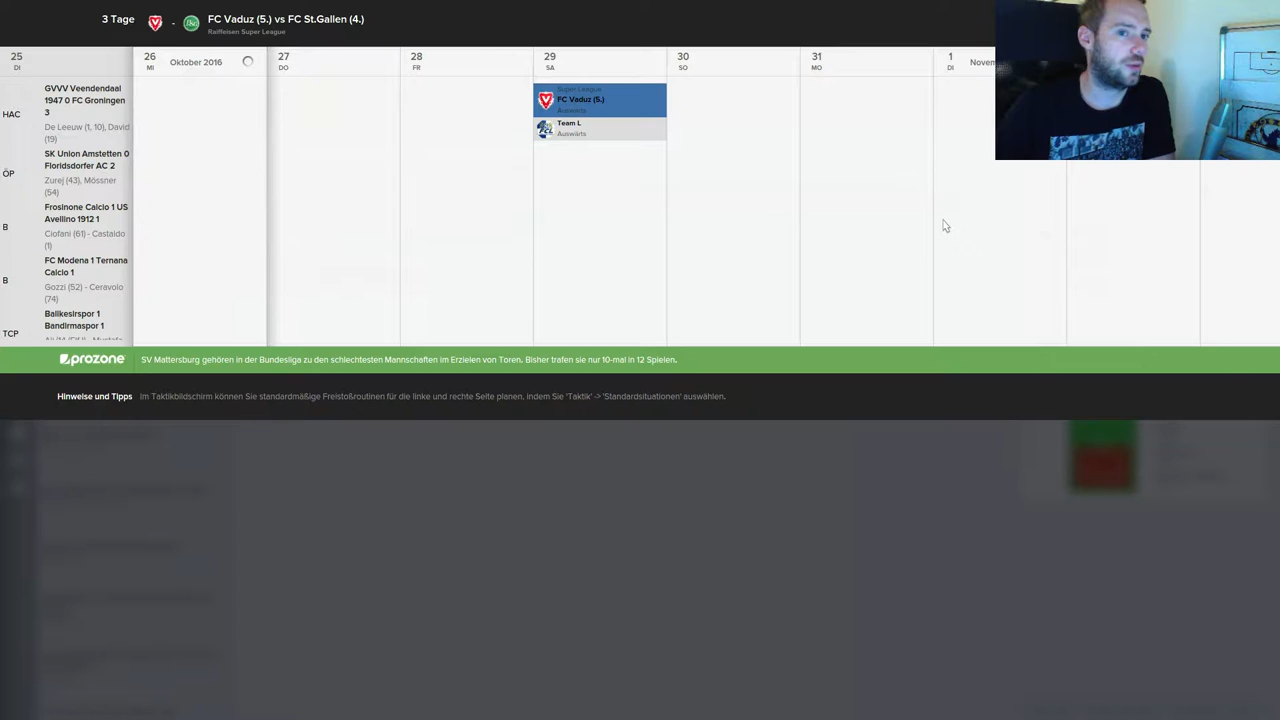 3 Tage - FC Vaduz (5.) vs FC St.Gallen (4.)
Raiffeisen Super League
25
DI
26
MI
Oktober 2016
27
DO
28
FR
29
SA
30
SO
31
MO
1
DI
Novem
HAC
GVVV Veendendaal
1947 0 FC Groningen
3
De Leeuw (1, 10), David
(19)
ÖP
SK Union Amstetten 0
Floridsdorfer AC 2
Zurej (43), Mössner
(54)
B
Frosinone Calcio 1 US
Avellino 1912 1
Ciofani (61) - Castaldo
(1)
B
FC Modena 1 Ternana
Calcio 1
Gozzi (52) - Ceravolo
(74)
TCP
Balikesirspor 1
Bandirmaspor 1
Super League
FC Vaduz (5.)
Auswärts
Team L
Auswärts
prozone
SV Mattersburg gehören in der Bundesliga zu den schlechtesten Mannschaften im Erzielen von Toren. Bisher trafen sie nur 10-mal in 12 Spielen.
Hinweise und Tipps Im Taktikbildschirm können Sie standardmäßige Freistoßroutinen für die linke und rechte Seite planen, indem Sie 'Taktik' -> 'Standardsituationen' auswählen.